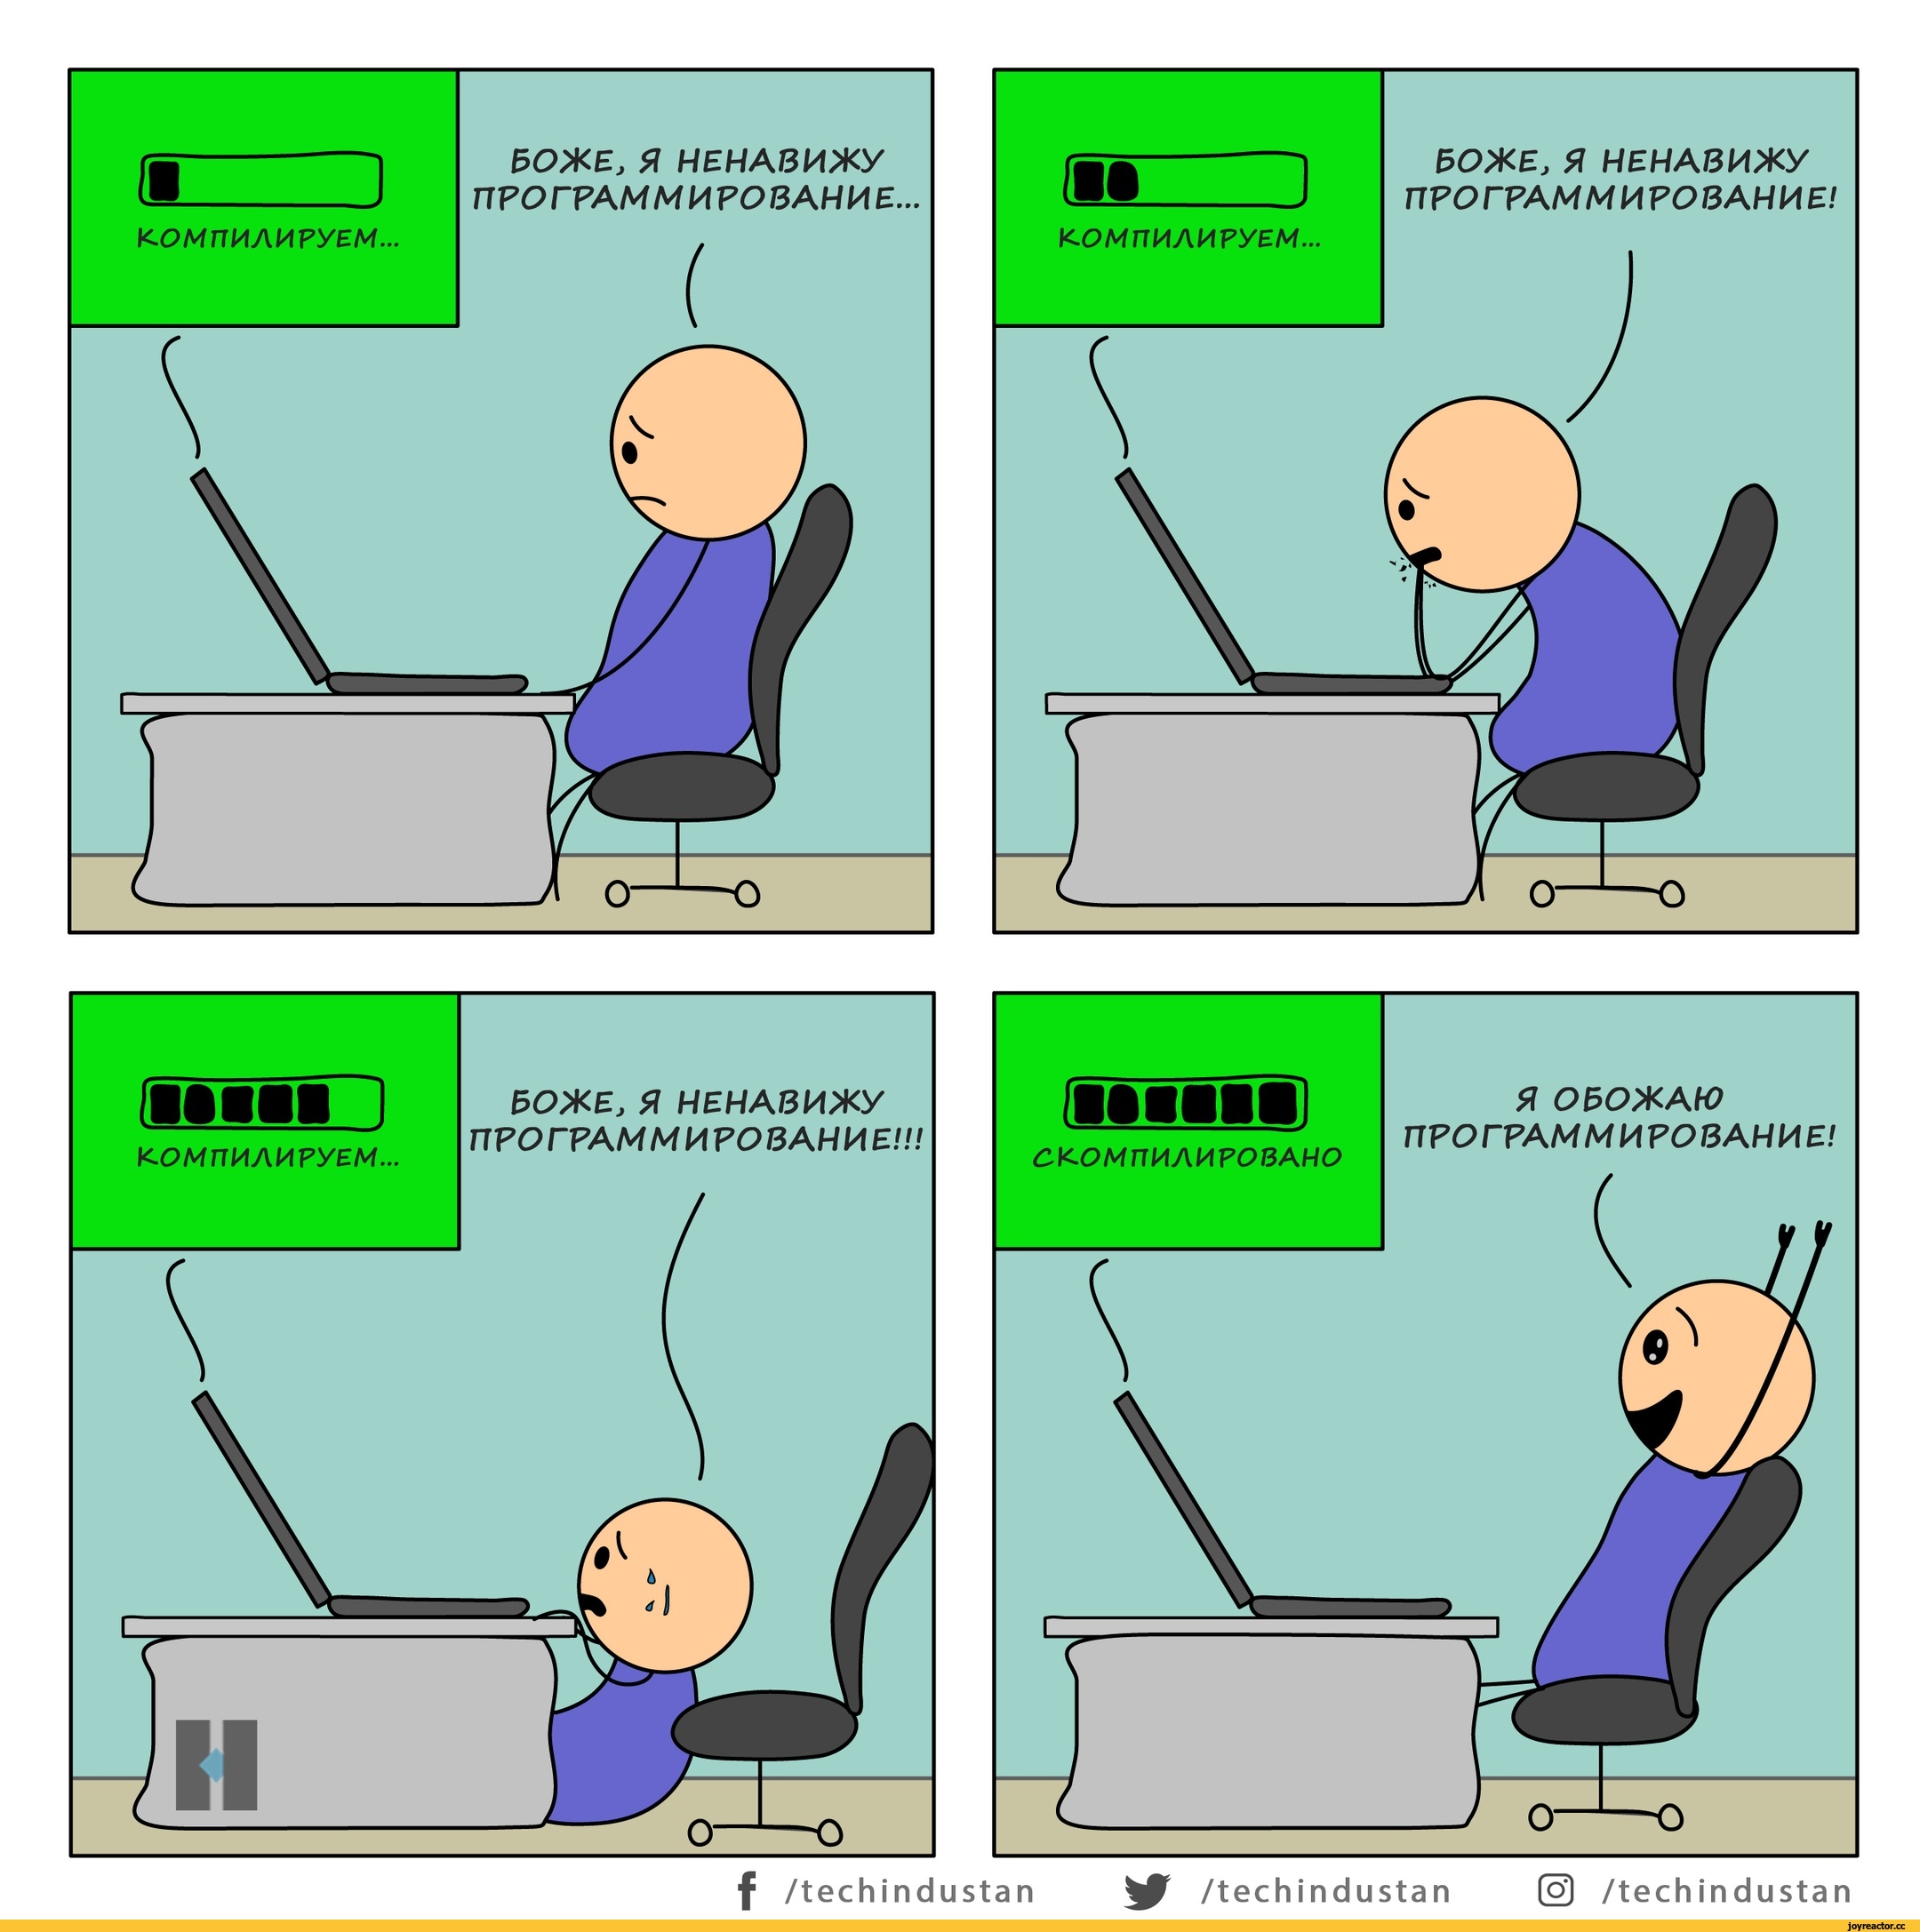 КОМПИЛИРУЕМ...
БОЖЕ, Я НЕНАВИЖУ
ПРОГРАММИРОВАНИЕ...
КОМПИЛИРУЕМ...
БОЖЕ, Я НЕНАВИЖУ
ПРОГРАММИРОВАНИЕ!
КОМПИЛИРУЕМ...
БОЖЕ, Я НЕНАВИЖУ
ПРОГРАММИРОВАНИЕ!!!
СКОМПИЛИРОВАНО
Я ОБОЖАЮ
ПРОГРАММИРОВАНИЕ!
/techindustan
/techindustan
/techindustan
joyreactor.cc